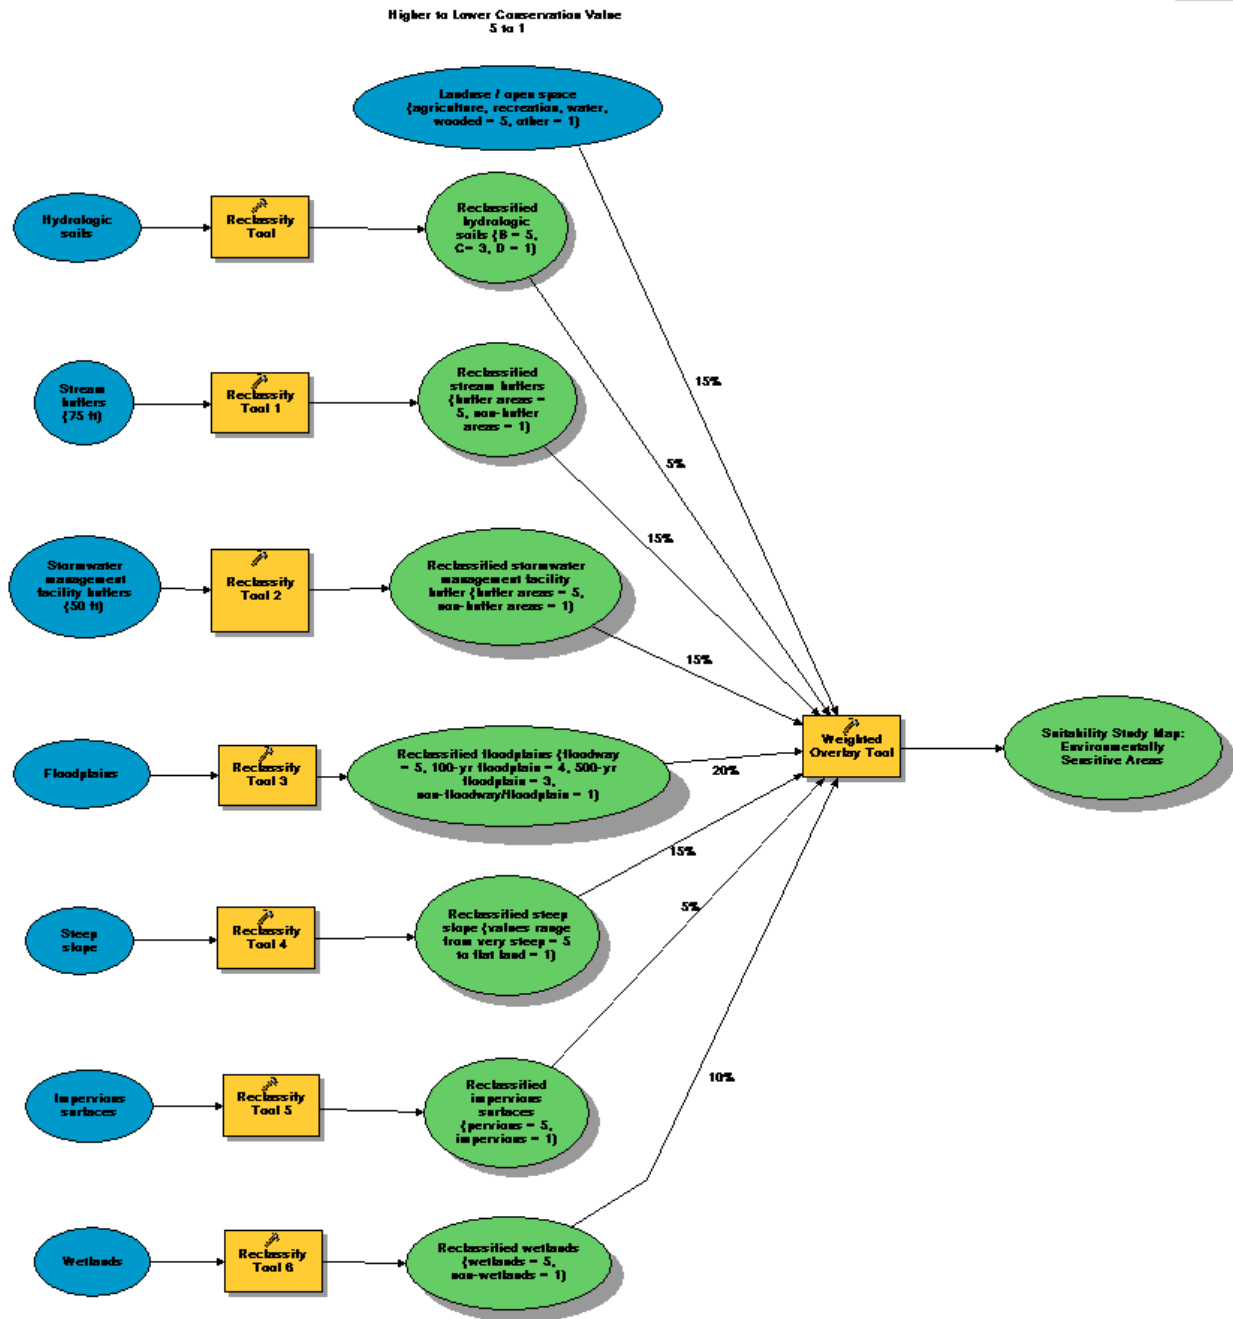 Higher to Lower Conservation Value
5 to 1
Landuse / open space
(agriculture, recreation, water,
wooded = 5, other = 1)
Hydrologic
soils
Reclassify
Tool
Reclassified
hydrologic
soils (B = 5,
C= 3, D = 1)
15%
Stream
buffers
(75 ft)
Reclassify
Tool 1
Reclassified
stream buffers
(buffer areas =
5, non-buffer
areas = 1)
5%
15%
Stormwater
management
facility buffers
(50 ft)
Reclassify
Tool 2
Reclassified stormwater
management facility
buffer (buffer areas = 5,
non-buffer areas = 1)
15%
Weighted
Overlay Tool
Suitability Study Map:
Environmentally
Sensitive Areas
Floodplains
Reclassify
Tool 3
Reclassified floodplains (floodway
= 5, 100-yr floodplain = 4, 500-yr
floodplain = 3,
non-floodway/floodplain = 1)
20%
15%
Steep
slope
Reclassify
Tool 4
Reclassified steep
slope (values range
from very steep = 5
to flat land = 1)
5%
Impervious
surfaces
Reclassify
Tool 5
Reclassified
impervious
surfaces
(pervious = 5,
impervious = 1)
10%
Wetlands
Reclassify
Tool 6
Reclassified wetlands
(wetlands = 5,
non-wetlands = 1)